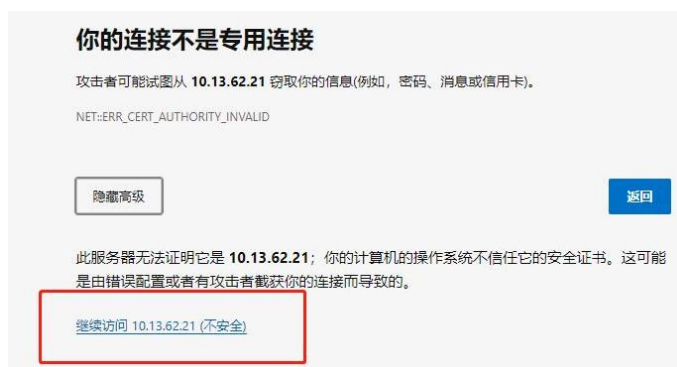 你的连接不是专用连接
攻击者可能试图从 10.13.62.21 窃取你的信息(例如，密码、消息或信用卡)。
NET::ERR_CERT_AUTHORITY_INVALID
隐藏高级
返回
此服务器无法证明它是 10.13.62.21；你的计算机的操作系统不信任它的安全证书。这可能
是由错误配置或者有攻击者截获你的连接而导致的。
继续访问 10.13.62.21 (不安全)